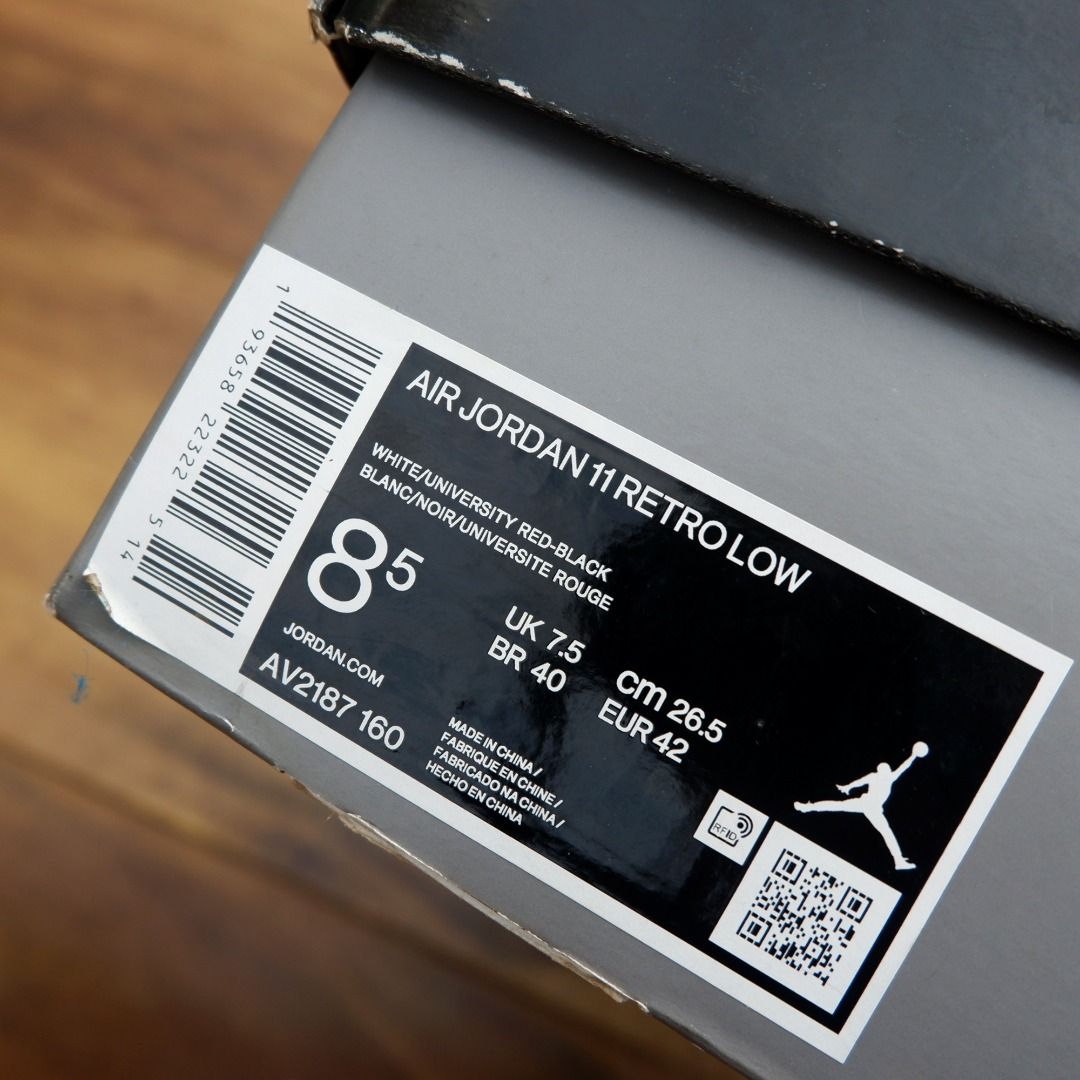 1 93658 22322 514
AIR JORDAN 11 RETRO LOW
WHITE/UNIVERSITY RED-BLACK
BLANC/NOIR/UNIVERSITE ROUGE
8⁵
UK 7.5
BR 40
cm 26.5
EUR 42
JORDAN.COM
AV2187 160
MADE IN CHINA/
FABRIQUE EN CHINE/
FABRICADO NA CHINA/
HECHO EN CHINA
RFID